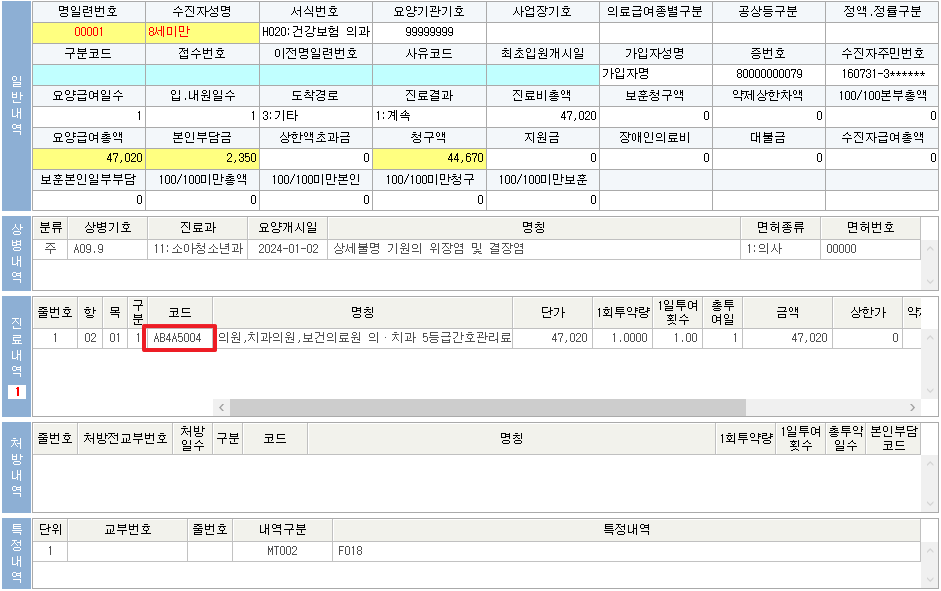 일반내역
명일련번호 수진자성명 서식번호 요양기관기호 사업장기호 의료급여종별구분 공상등구분 정액.정률구분
00001 8세미만 H020:건강보험 의과 99999999
구분코드 접수번호 이전명일련번호 사유코드 최초입원개시일 가입자성명 증번호 수진자주민번호
가입자명 80000000079 160731-3******
요양급여일수 입.내원일수 도착경로 진료결과 진료비총액 보훈청구액 약제상한차액 100/100본부총액
1 1 3:기타 1:계속 47,020 0 0 0
요양급여총액 본인부담금 상한액초과금 청구액 지원금 장애인의료비 대불금 수진자급여총액
47,020 2,350 0 44,670 0 0 0 0
보훈본인일부부담 100/100미만총액 100/100미만본인 100/100미만청구 100/100미만보훈
0 0 0 0 0
상병내역
분류 상병기호 진료과 요양개시일 명칭 면허종류 면허번호
주 A09.9 11:소아청소년과 2024-01-02 상세불명 기원의 위장염 및 결장염 1:의사 00000
진료내역
1
줄번호 항 목 구분 코드 명칭 단가 1회투약량 1일투여횟수 총투여일 금액 상한가
1 02 01 1 AB4A5004 의원,치과의원,보건의료원 의·치과 5등급간호관리료 47,020 1.0000 1.00 1 47,020 0
처방내역
줄번호 처방전교부번호 처방일수 구분 코드 명칭 1회투약량 1일투여횟수 총투약일수 본인부담코드
특정내역
단위 교부번호 줄번호 내역구분 특정내역
1 MT002 F018